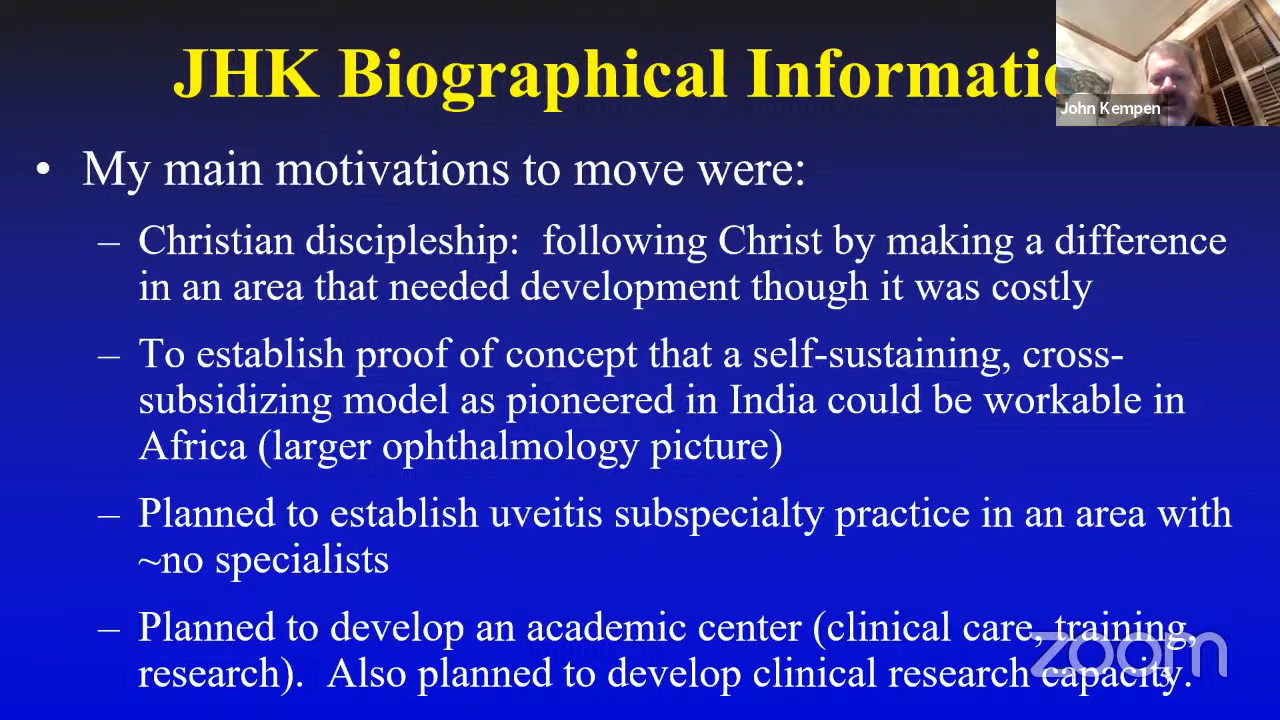 JHK Biographical Informatio
John Kempen
• My main motivations to move were:
– Christian discipleship:  following Christ by making a difference
in an area that needed development though it was costly
– To establish proof of concept that a self-sustaining, cross-
subsidizing model as pioneered in India could be workable in
Africa (larger ophthalmology picture)
– Planned to establish uveitis subspecialty practice in an area with
~no specialists
– Planned to develop an academic center (clinical care, training,
research).  Also planned to develop clinical research capacity.
zoom